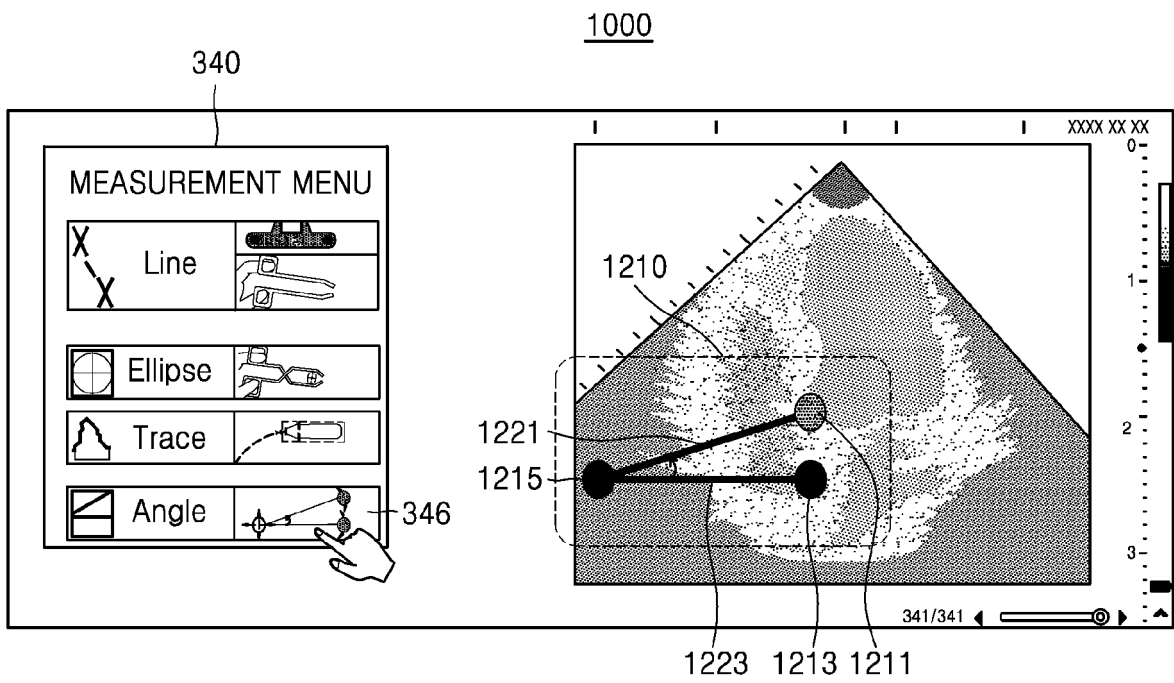 1000
340
XXXX XX XX
0
MEASUREMENT MENU
Line
1210
1
Ellipse
Trace
1221
2
1215
Angle
346
3
341/341
1223 1213 1211